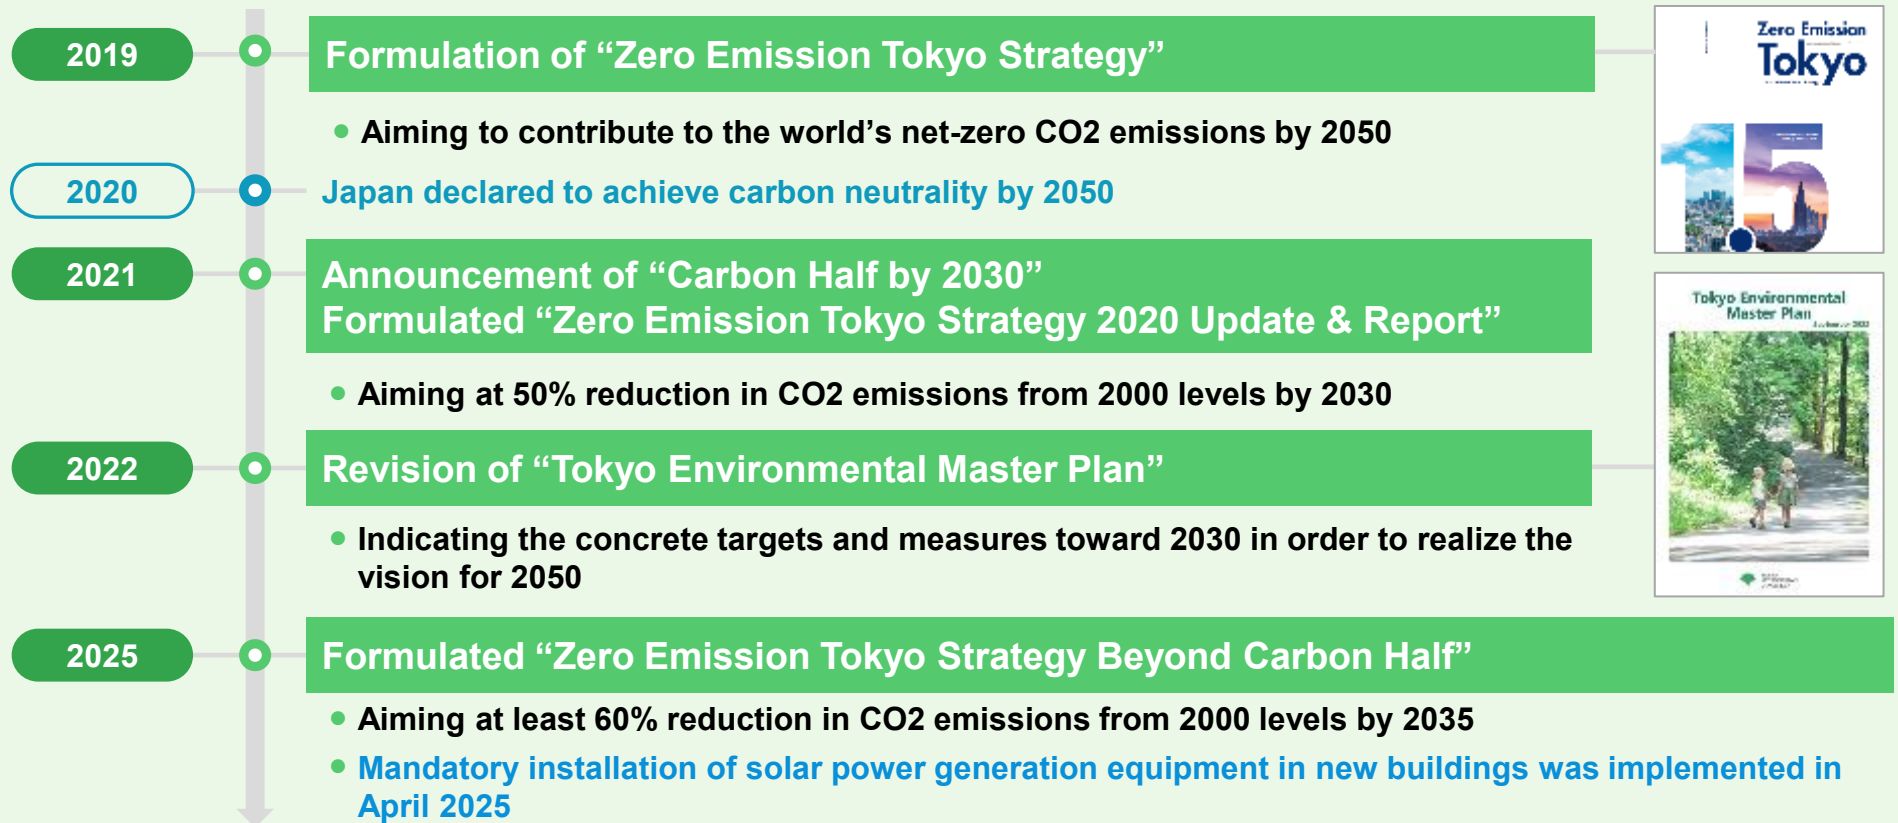 2019
Formulation of “Zero Emission Tokyo Strategy”
• Aiming to contribute to the world’s net-zero CO2 emissions by 2050
2020
Japan declared to achieve carbon neutrality by 2050
2021
Announcement of “Carbon Half by 2030”
Formulated “Zero Emission Tokyo Strategy 2020 Update & Report”
• Aiming at 50% reduction in CO2 emissions from 2000 levels by 2030
2022
Revision of “Tokyo Environmental Master Plan”
• Indicating the concrete targets and measures toward 2030 in order to realize the
vision for 2050
2025
Formulated “Zero Emission Tokyo Strategy Beyond Carbon Half”
• Aiming at least 60% reduction in CO2 emissions from 2000 levels by 2035
• Mandatory installation of solar power generation equipment in new buildings was implemented in
April 2025
Zero Emission
Tokyo
1.5
Tokyo Environmental
Master Plan
2022